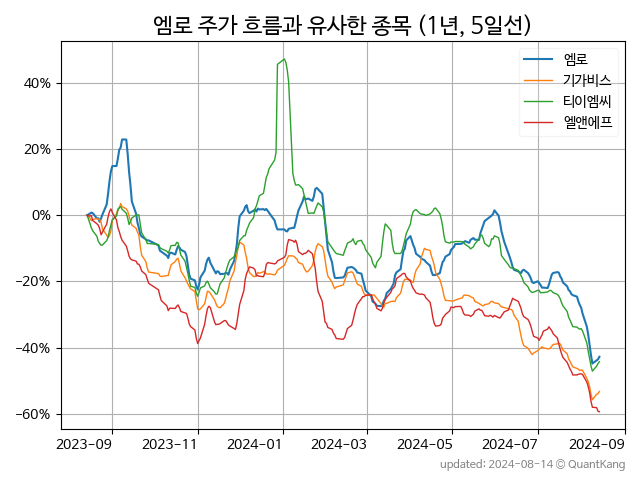 엠로 주가 흐름과 유사한 종목 (1년, 5일선)
엠로
기가비스
티이엠씨
엘앤에프
40%
20%
0%
−20%
−40%
−60%
2023-09 2023-11 2024-01 2024-03 2024-05 2024-07 2024-09
updated: 2024-08-14 © QuantKang